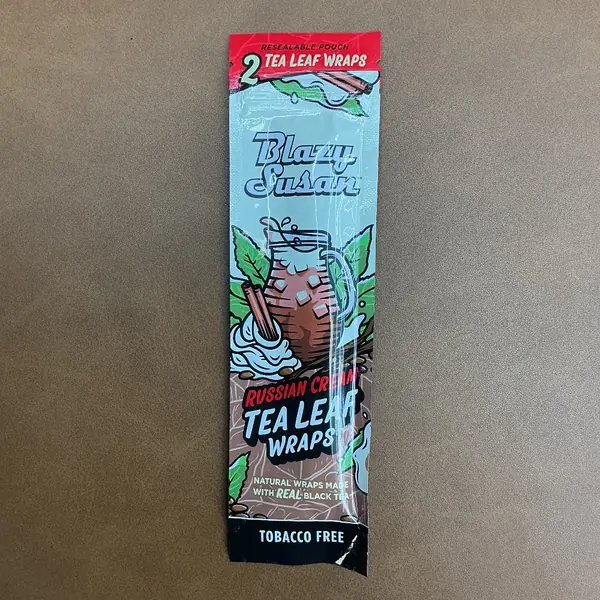 RESEALABLE POUCH
2 TEA LEAF WRAPS
Blazy
Susan
RUSSIAN CREAM
TEA LEAF
WRAPS
NATURAL WRAPS MADE
WITH REAL BLACK TEA
TOBACCO FREE